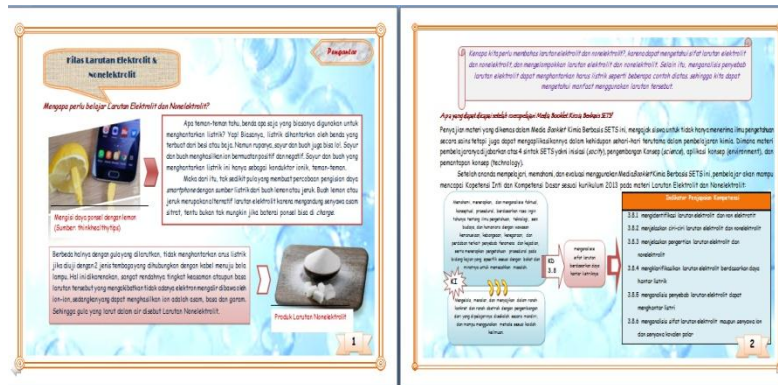 Pengantar
Kilas Larutan Elektrolit &
Nonelektrolit
Mengapa perlu belajar Larutan Elektrolit dan Nonelektrolit?
Apa teman-teman tahu, benda apa saja yang biasanya digunakan untuk
menghantarkan listrik? Yap! Biasanya, listrik dihantarkan oleh benda yang
terbuat dari besi atau baja. Namun rupanya, sayur dan buah juga bisa lo!. Sayur
dan buah menghasilkan ion bermuatan positif dan negatif. Sayur dan buah yang
menghantarkan listrik ini hanya sebagai konduktor ionik, teman-teman.
Maka dari itu, tak sedikit pula yang membuat percobaan pengisian daya
smartphone dengan sumber listrik dari buah lemon atau jeruk. Buah lemon atau
jeruk merupakan alternatif larutan elektrolit karena mengandung senyawa asam
sitrat, tentu bukan tak mungkin jika baterai ponsel bisa di charge.
Mengisi daya ponsel dengan lemon
(Sumber: thinkhealthytips)
Berbeda halnya dengan gula yang dilarutkan, tidak menghantarkan arus listrik
jika diuji dengan 2 jenis tembaga yang dihubungkan dengan kabel menuju bola
lampu. Hal ini dikarenakan, sangat rendahnya tingkat keasaman ataupun basa
larutan tersebut yang mengakibatkan tidak adanya elektron mengalir dibawa oleh
ion-ion, sedangkan yang dapat menghasilkan ion adalah asam, basa dan garam.
Sehingga gula yang larut dalam air disebut Larutan Nonelektrolit.
Produk Larutan Nonelektrolit
1
Kenapa kita perlu membahas larutan elektrolit dan nonelektrolit?, karena dapat mengetahui sifat larutan elektrolit
dan nonelektrolit, dan mengelompokkan larutan elektrolit dan nonelektrolit. Selain itu, menganalisis penyebab
larutan elektrolit dapat menghantarkan harus listrik seperti beberapa contoh diatas, sehingga kita dapat
mengetahui manfaat menggunakan larutan tersebut.
Apa yang dapat dicapai setelah mempelajari Media Booklet Kimia Berbasis SETS?
Penyajian materi yang dikemas dalam Media Booklet Kimia Berbasis SETS ini, mengajak siswa untuk tidak hanya menerima ilmu pengetahuan
secara sains tetapi juga dapat mengaplikasikannya dalam kehidupan sehari-hari terutama dalam pembelajaran kimia. Dimana materi
pembelajaranya dijabarkan atas 4 sintak SETS yakni inisiasi (society), pengembangan Konsep (science), aplikasi konsep (environment), dan
pemantapan konsep (technology).
Setelah ananda mempelajari, memahami, dan evaluasi menggunakan Media Booklet Kimia Berbasis SETS ini, pembelajar akan mampu
mencapai Kopetensi Inti dan Kompetensi Dasar sesuai kurikulum 2013 pada materi Larutan Elektrolit dan Nonelektrolit:
KI
KD
3.8
menganalisis
sifat larutan
berdasarkan daya
hantar listriknya
Indikator Pencapaian Kompetensi
3.8.1 mengidentifikasi larutan elektrolit dan non elektrolit
3.8.2 menjelaskan ciri-ciri larutan elektrolit dan nonelektrolit
3.8.3 menjelaskan pengertian larutan elektrolit dan
nonelektrolit
3.8.4 mengklarifikasikan larutan elektrolit berdasarkan daya
hantar listrik
3.8.5 menganalisis penyebab larutan elektrolit dapat
menghantar listri
3.8.6 menganalisis sifat larutan elektrolit maupun senyawa ion
dan senyawa kovalen polar
2